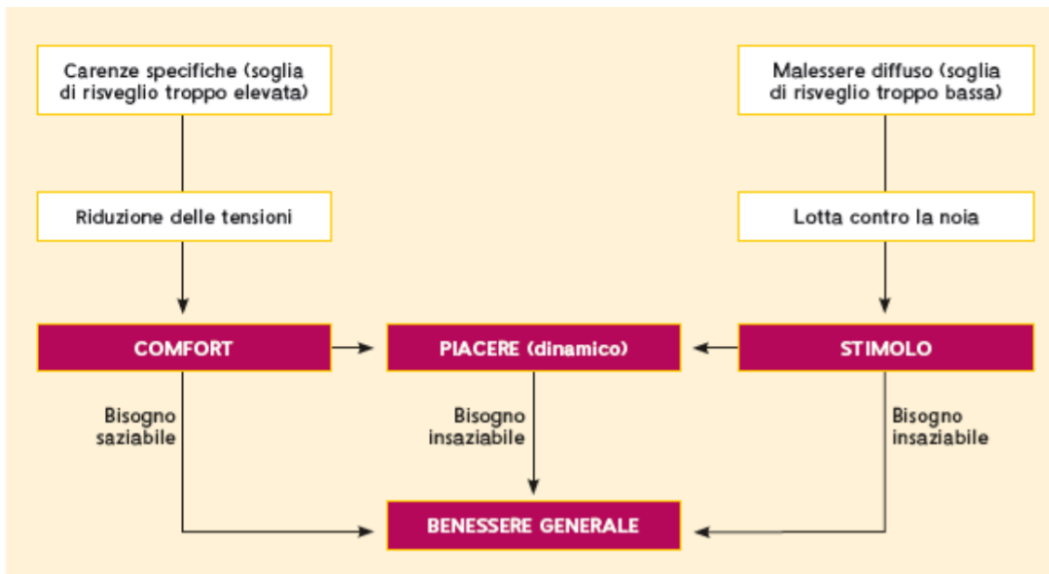 Carenze specifiche (soglia
di risveglio troppo elevata)
Malessere diffuso (soglia
di risveglio troppo bassa)
Riduzione delle tensioni
Lotta contro la noia
COMFORT
PIACERE (dinamico)
STIMOLO
Bisogno
saziabile
Bisogno
insaziabile
Bisogno
insaziabile
BENESSERE GENERALE